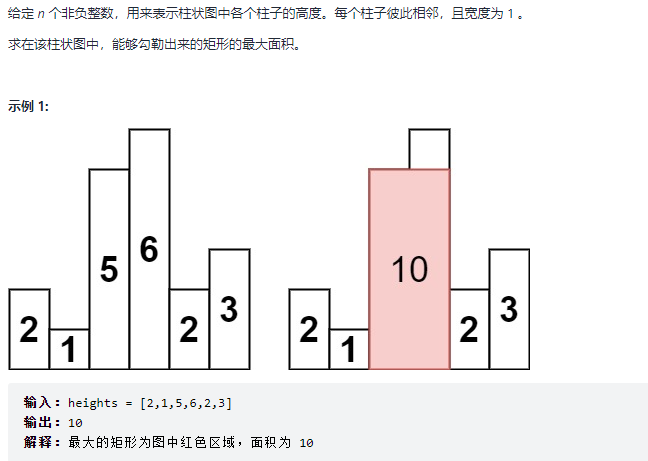 给定 n 个非负整数，用来表示柱状图中各个柱子的高度。每个柱子彼此相邻，且宽度为 1 。
求在该柱状图中，能够勾勒出来的矩形的最大面积。
示例 1:
2 1 5 6 2 3
2 1 10 2 3
输入：heights = [2,1,5,6,2,3]
输出：10
解释：最大的矩形为图中红色区域，面积为 10